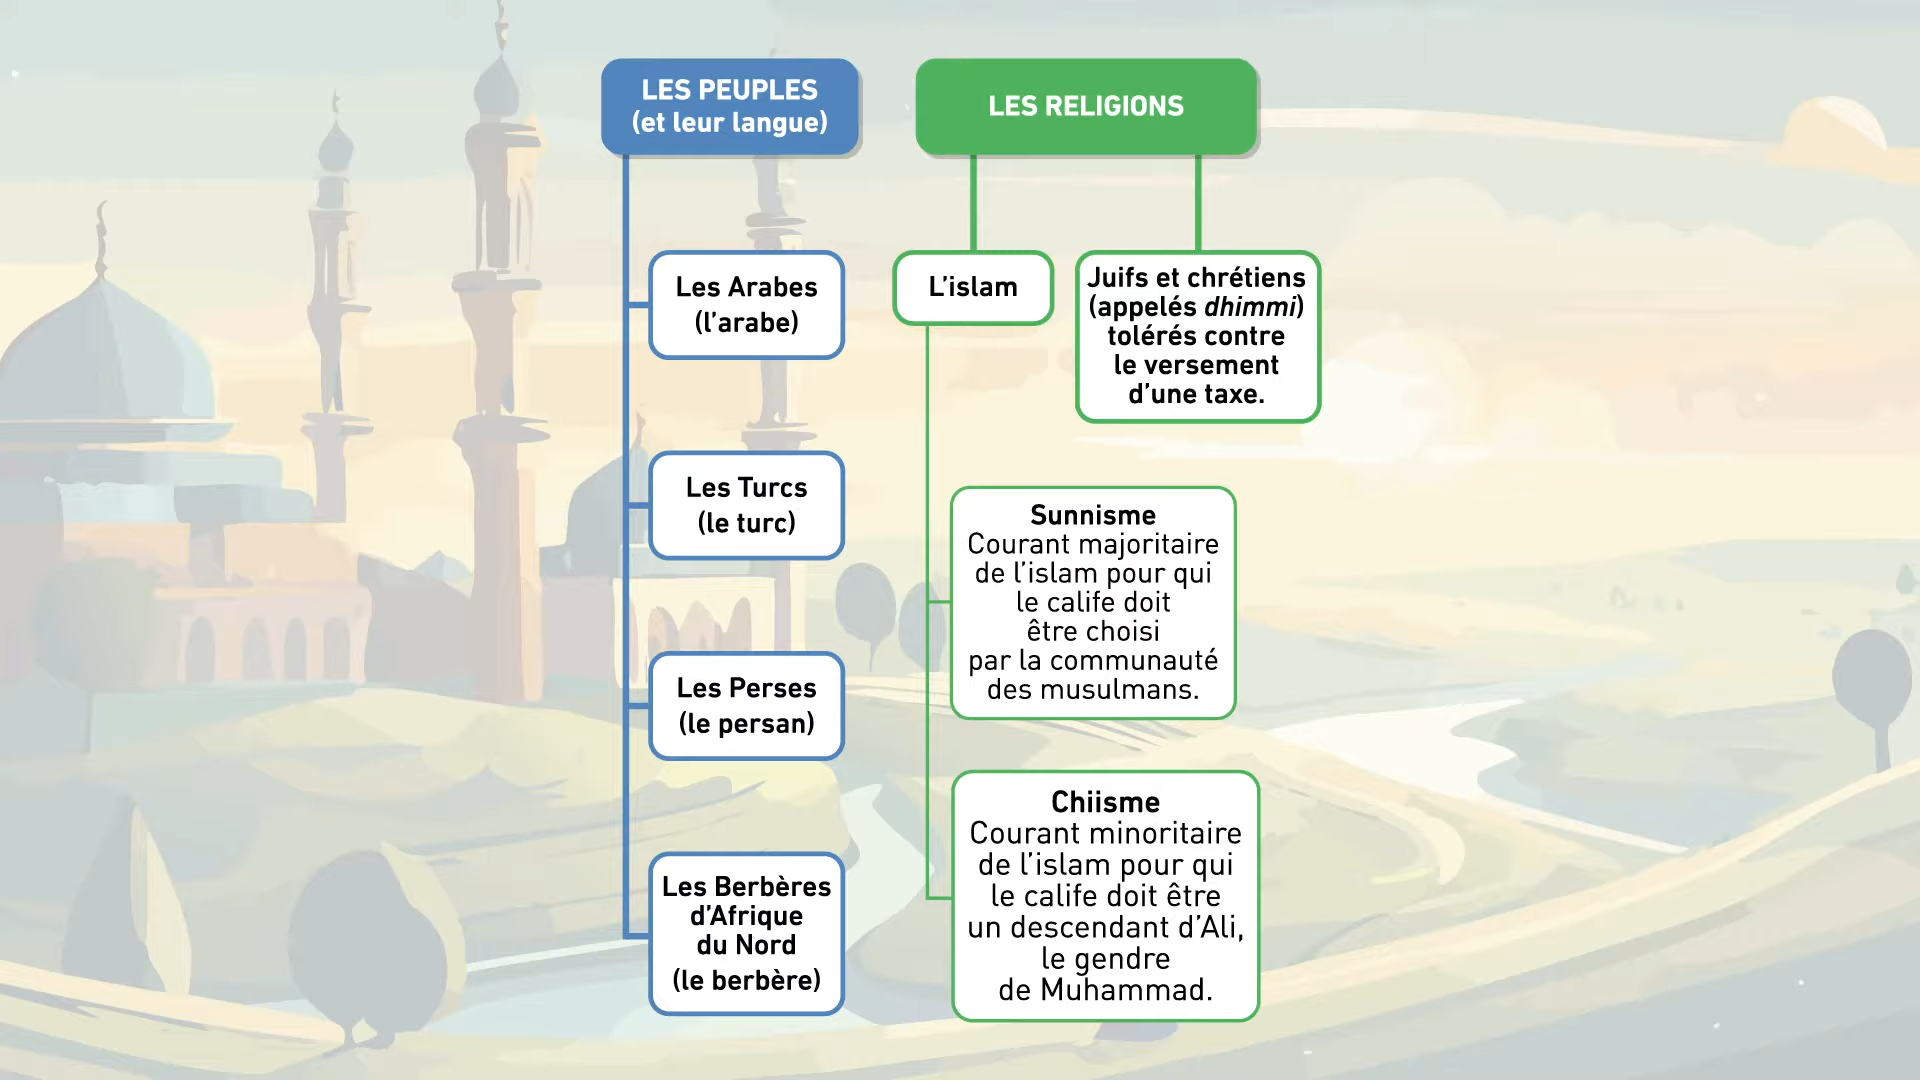 LES PEUPLES
(et leur langue)
Les Arabes
(l’arabe)
Les Turcs
(le turc)
Les Perses
(le persan)
Les Berbères
d’Afrique
du Nord
(le berbère)
LES RELIGIONS
L’islam
Juifs et chrétiens
(appelés dhimmi)
tolérés contre
le versement
d’une taxe.
Sunnisme
Courant majoritaire
de l’islam pour qui
le calife doit
être choisi
par la communauté
des musulmans.
Chiisme
Courant minoritaire
de l’islam pour qui
le calife doit être
un descendant d’Ali,
le gendre
de Muhammad.